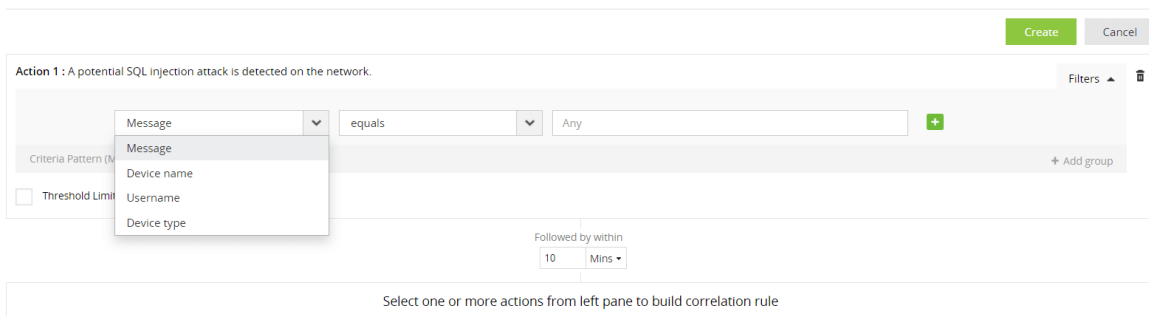 Create Cancel
Action 1 : A potential SQL injection attack is detected on the network.
Filters
Message equals Any
Message
Criteria Pattern (M
+ Add group
Device name
Threshold Limit
Username
Device type
Followed by within
10 Mins
Select one or more actions from left pane to build correlation rule